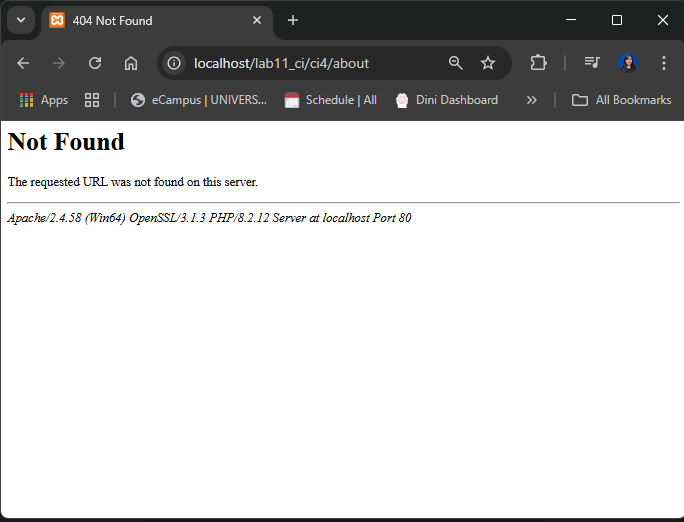 404 Not Found
localhost/lab11_ci/ci4/about
Apps
eCampus | UNIVERS...
Schedule | All
Dini Dashboard
All Bookmarks
Not Found
The requested URL was not found on this server.
Apache/2.4.58 (Win64) OpenSSL/3.1.3 PHP/8.2.12 Server at localhost Port 80